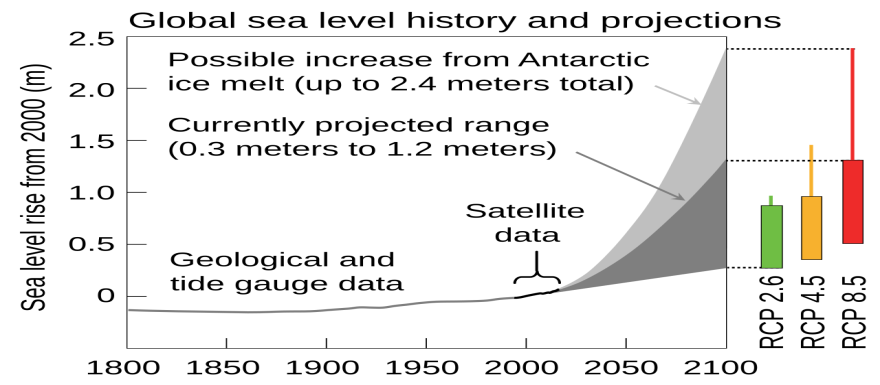 Global sea level history and projections
Sea level rise from 2000 (m)
2.5
2.0
1.5
1.0
0.5
0
Possible increase from Antarctic
ice melt (up to 2.4 meters total)
Currently projected range
(0.3 meters to 1.2 meters)
Satellite
data
Geological and
tide gauge data
1800
1850
1900
1950
2000
2050
2100
RCP 2.6
RCP 4.5
RCP 8.5